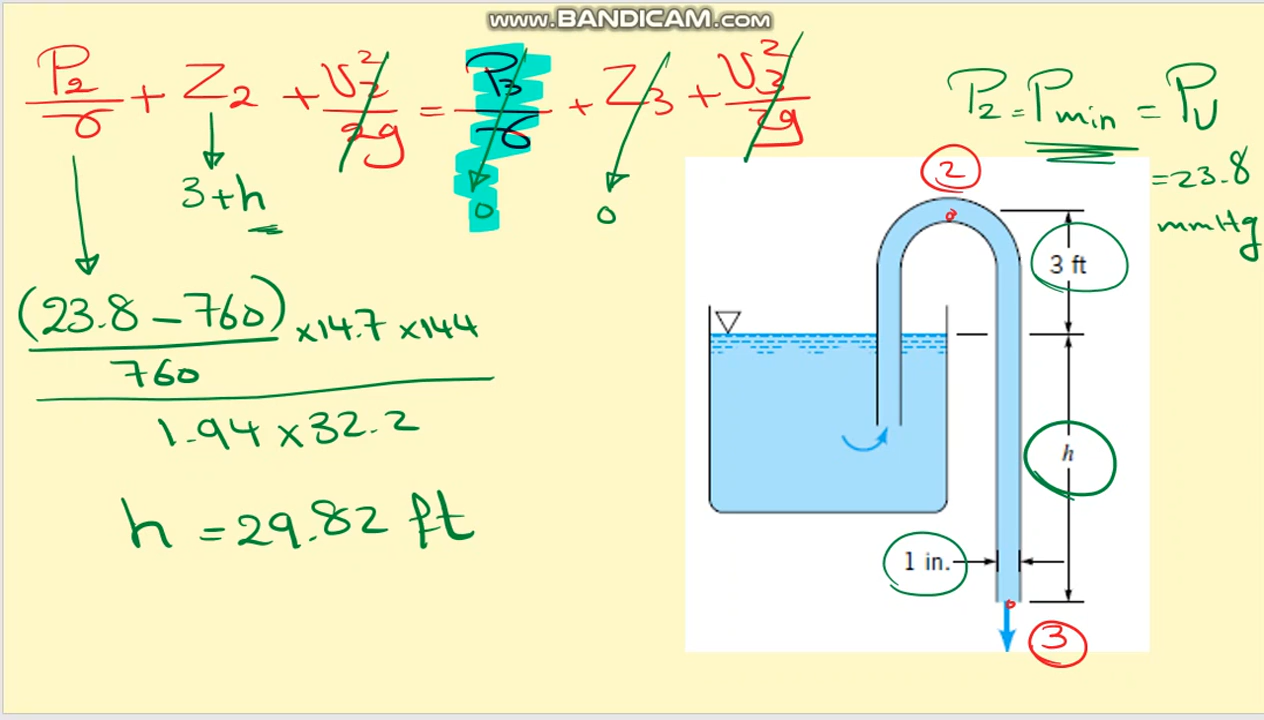 www.BANDICAM.com
P2/γ + Z2 + V2²/2g = P3/γ + Z3 + V3²/2g
P2 = Pmin = Pv
= 23.8
mmHg
3+h
0
0
(23.8 - 760)/760 ×14.7 ×144
1.94 × 32.2
h = 29.82 ft
2
3 ft
h
1 in.
3